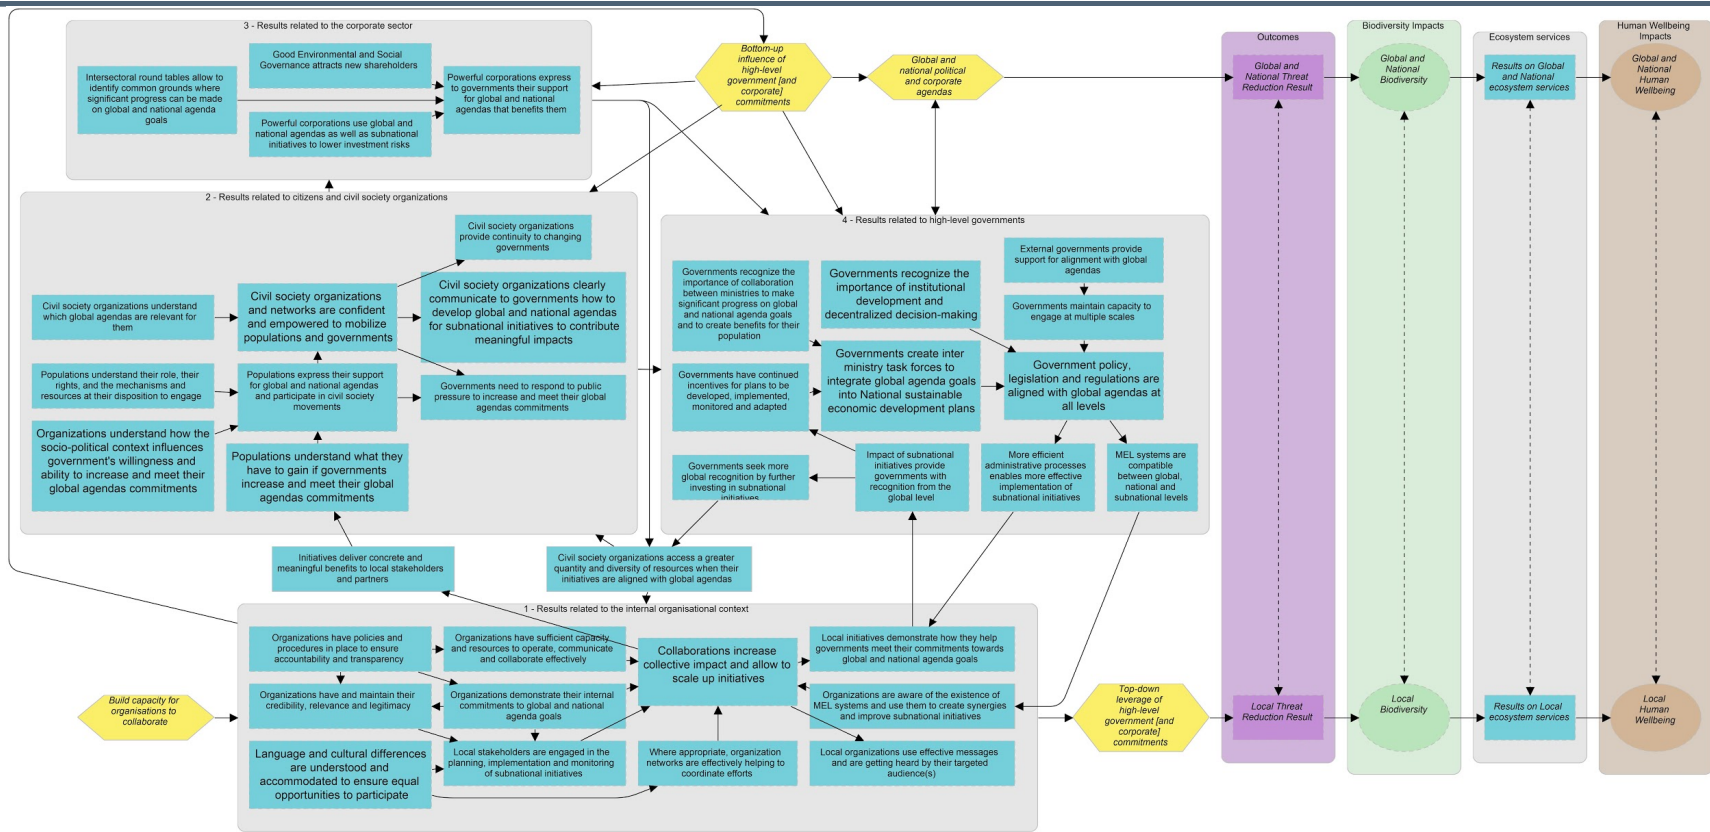 3 - Results related to the corporate sector
Good Environmental and Social
Governance attracts new shareholders
Intersectoral round tables allow to
identify common grounds where
significant progress can be made
on global and national agenda
goals
Powerful corporations express
to governments their support
for global and national
agendas that benefits them
Powerful corporations use global and
national agendas as well as subnational
initiatives to lower investment risks
Bottom-up
influence of
high-level
government [and
corporate]
commitments
Global and
national political
and corporate
agendas
Outcomes
Global and
National Threat
Reduction Result
Biodiversity Impacts
Global and
National
Biodiversity
Ecosystem services
Results on Global
and National
ecosystem services
Human Wellbeing
Impacts
Global and
National
Human
Wellbeing
2 - Results related to citizens and civil society organizations
Civil society organizations
provide continuity to changing
governments
Civil society organizations understand
which global agendas are relevant for
them
Civil society organizations
and networks are confident
and empowered to mobilize
populations and governments
Civil society organizations clearly
communicate to governments how to
develop global and national agendas
for subnational initiatives to contribute
meaningful impacts
Populations understand their role, their
rights, and the mechanisms and
resources at their disposition to engage
Populations express their support
for global and national agendas
and participate in civil society
movements
Governments need to respond to public
pressure to increase and meet their global
agendas commitments
Organizations understand how the
socio-political context influences
government's willingness and
ability to increase and meet their
global agendas commitments
Populations understand what they
have to gain if governments
increase and meet their global
agendas commitments
4 - Results related to high-level governments
Governments recognize the
importance of collaboration
between ministries to make
significant progress on global
and national agenda goals
and to create benefits for their
population
Governments recognize the
importance of institutional
development and
decentralized decision-making
External governments provide
support for alignment with global
agendas
Governments maintain capacity to
engage at multiple scales
Governments have continued
incentives for plans to be
developed, implemented,
monitored and adapted
Governments create inter
ministry task forces to
integrate global agenda goals
into National sustainable
economic development plans
Government policy,
legislation and regulations are
aligned with global agendas at
all levels
Governments seek more
global recognition by further
investing in subnational
initiatives
Impact of subnational
initiatives provide
governments with
recognition from the
global level
More efficient
administrative processes
enables more effective
implementation of
subnational initiatives
MEL systems are
compatible
between global,
national and
subnational levels
Initiatives deliver concrete and
meaningful benefits to local stakeholders
and partners
Civil society organizations access a greater
quantity and diversity of resources when their
initiatives are aligned with global agendas
1 - Results related to the internal organisational context
Organizations have policies and
procedures in place to ensure
accountability and transparency
Organizations have sufficient capacity
and resources to operate, communicate
and collaborate effectively
Collaborations increase
collective impact and allow to
scale up initiatives
Local initiatives demonstrate how they help
governments meet their commitments towards
global and national agenda goals
Organizations have and maintain their
credibility, relevance and legitimacy
Organizations demonstrate their internal
commitments to global and national
agenda goals
Organizations are aware of the existence of
MEL systems and use them to create synergies
and improve subnational initiatives
Language and cultural differences
are understood and
accommodated to ensure equal
opportunities to participate
Local stakeholders are engaged in the
planning, implementation and monitoring
of subnational initiatives
Where appropriate, organization
networks are effectively helping to
coordinate efforts
Local organizations use effective messages
and are getting heard by their targeted
audience(s)
Build capacity for
organisations to
collaborate
Top-down
leverage of
high-level
government [and
corporate]
commitments
Local Threat
Reduction Result
Local
Biodiversity
Results on Local
ecosystem services
Local
Human
Wellbeing